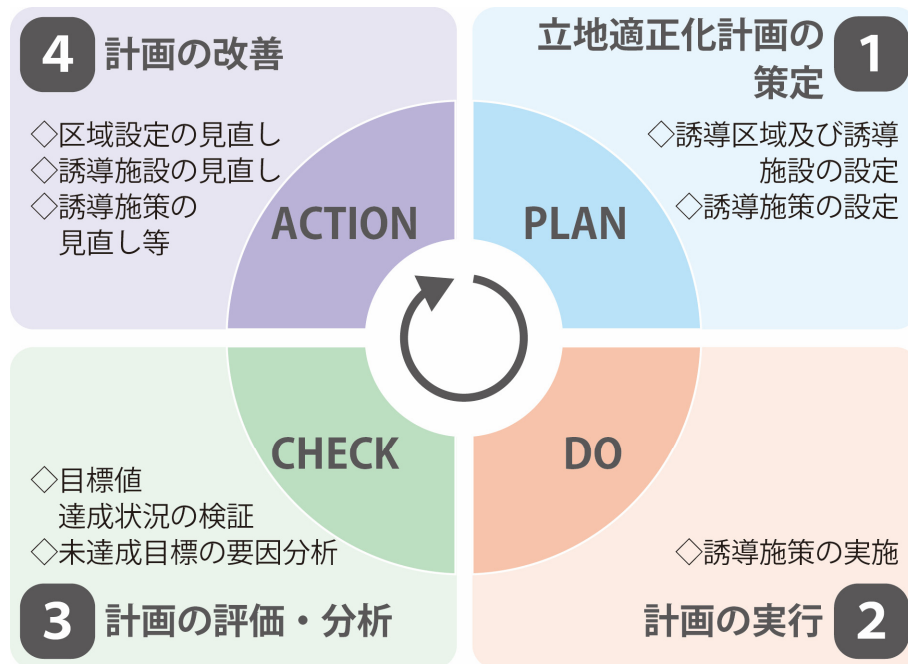 4 計画の改善
◇区域設定の見直し
◇誘導施設の見直し
◇誘導施策の
見直し等
ACTION
立地適正化計画の
策定
1
◇誘導区域及び誘導
施設の設定
◇誘導施策の設定
PLAN
CHECK
◇目標値
達成状況の検証
◇未達成目標の要因分析
3 計画の評価・分析
DO
◇誘導施策の実施
計画の実行 2